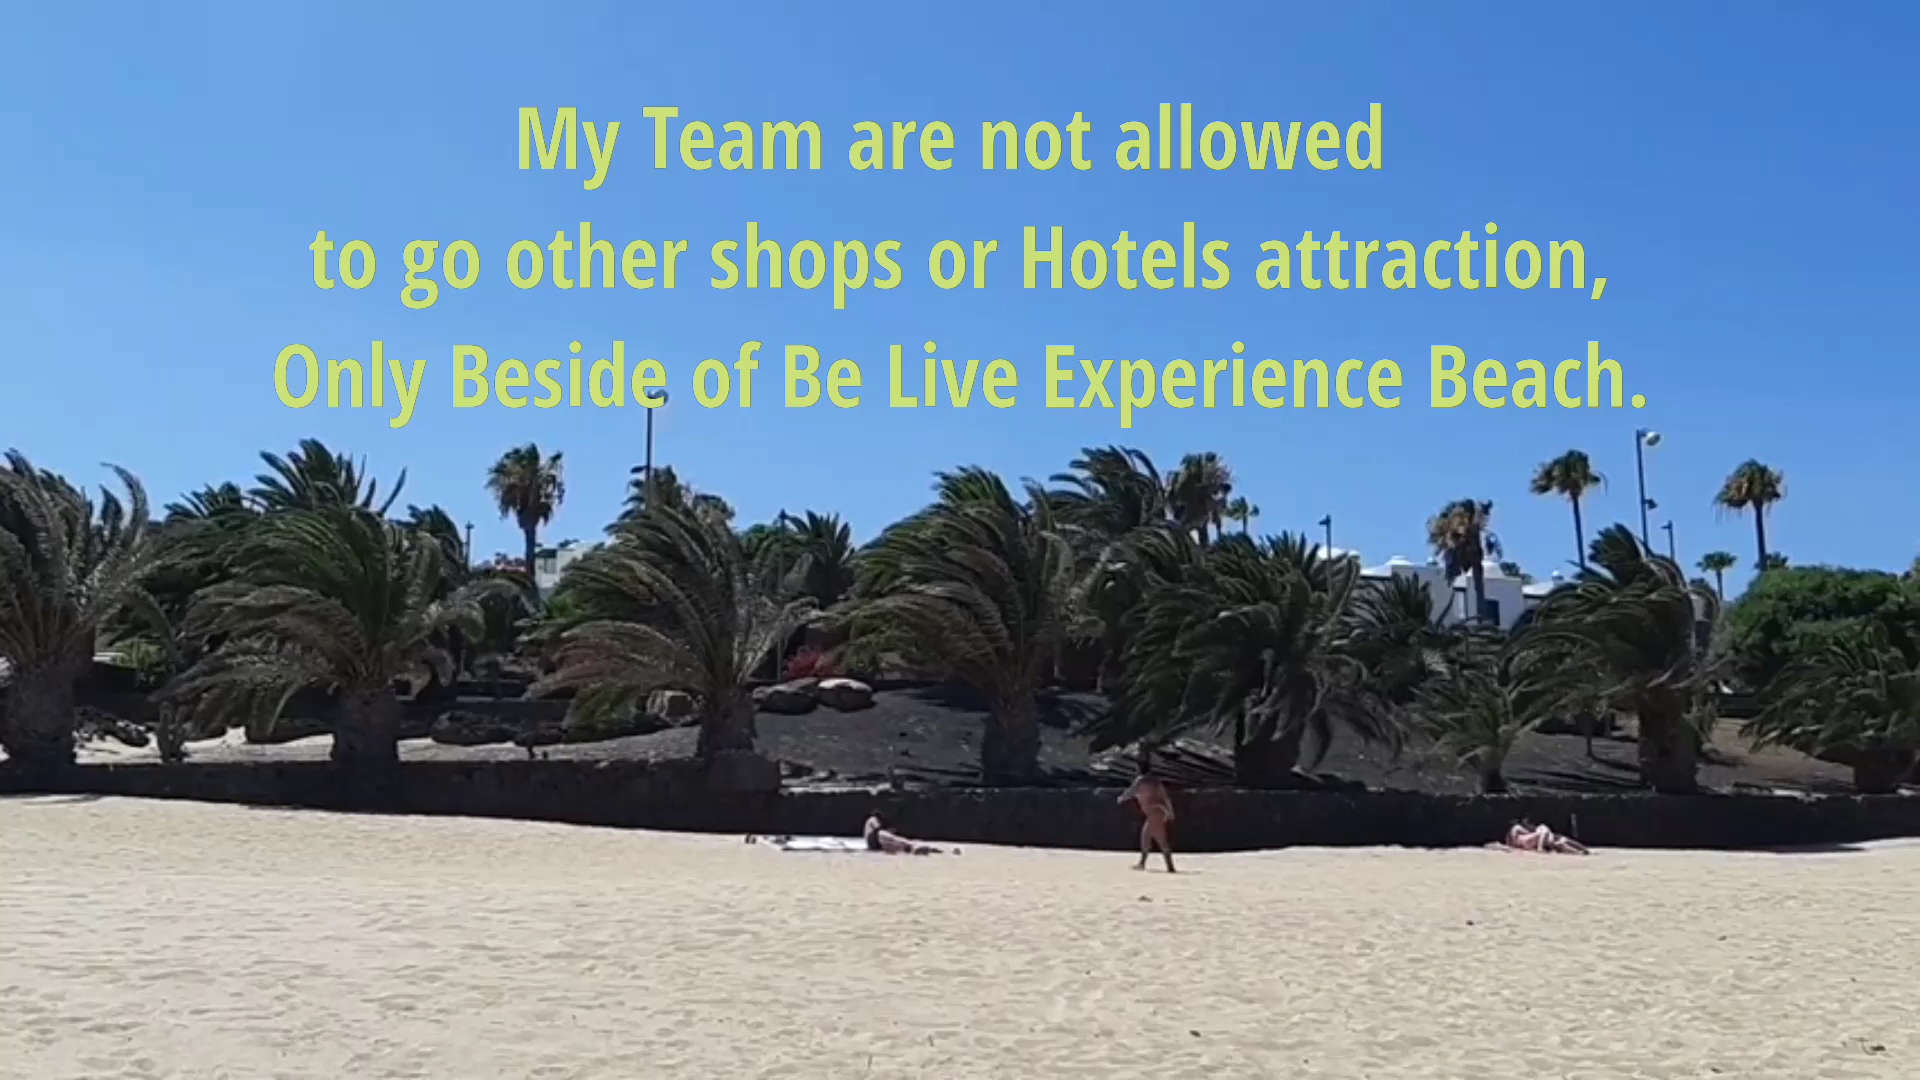 My Team are not allowed
to go other shops or Hotels attraction,
Only Beside of Be Live Experience Beach.